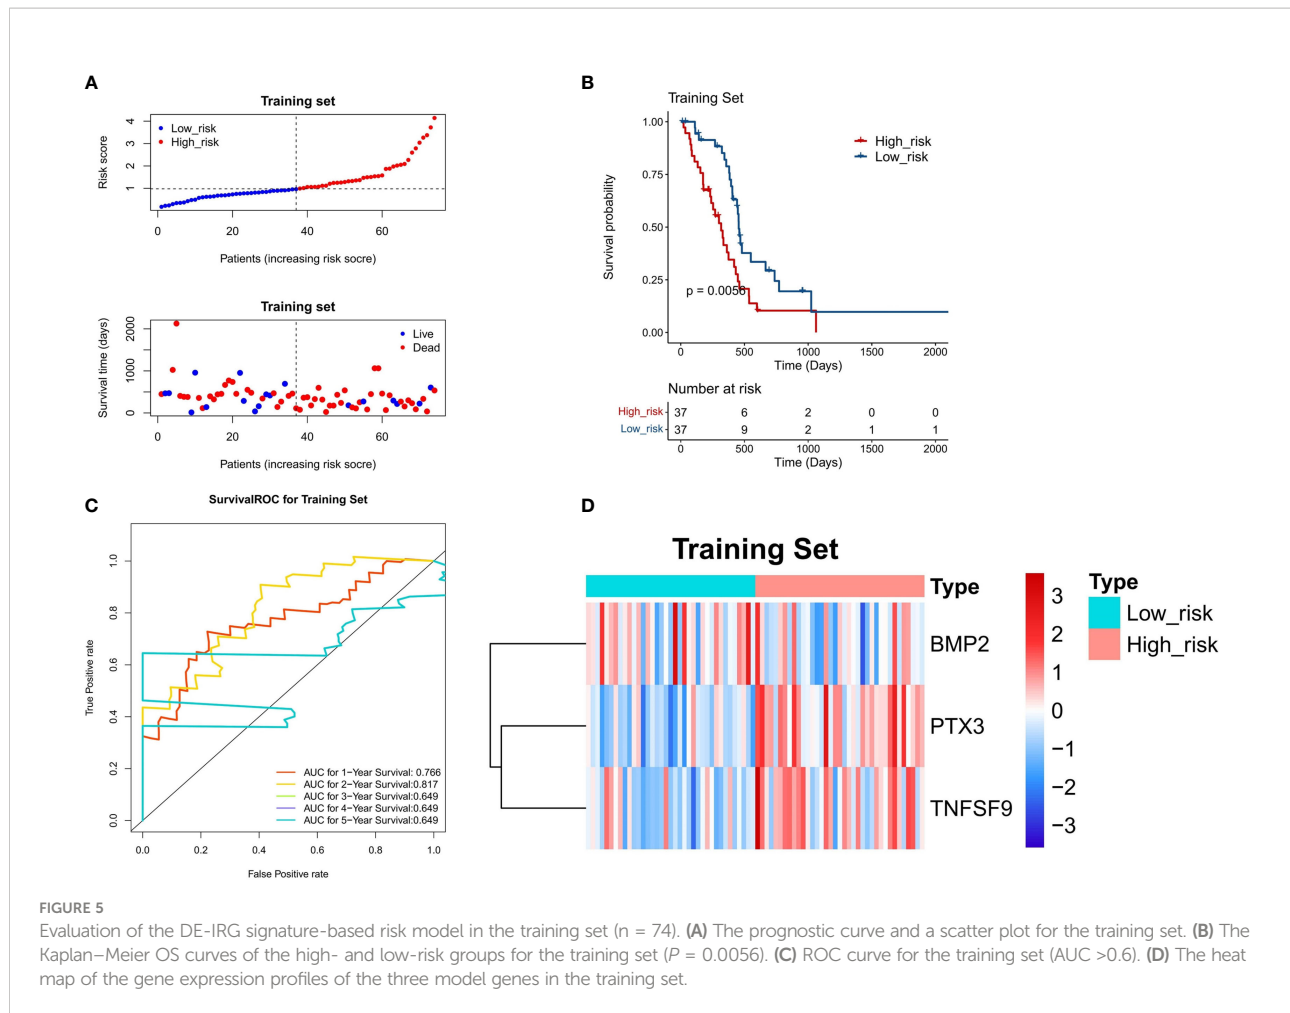 A
Training set
Low_risk
High_risk
Risk score
4
3
2
1
0 20 40 60
Patients (increasing risk socre)
Training set
Live
Dead
Survival time (days)
2000
1000
0
0 20 40 60
Patients (increasing risk socre)
B
Training Set
High_risk
Low_risk
Survival probability
1.00
0.75
0.50
0.25
0.00
p = 0.0056
0 500 1000 1500 2000
Time (Days)
Number at risk
High_risk 37 6 2 0 0
Low_risk 37 9 2 1 1
0 500 1000 1500 2000
Time (Days)
C
SurvivalROC for Training Set
True Positive rate
1.0
0.8
0.6
0.4
0.2
0.0
AUC for 1-Year Survival: 0.766
AUC for 2-Year Survival:0.817
AUC for 3-Year Survival:0.649
AUC for 4-Year Survival:0.649
AUC for 5-Year Survival:0.649
0.0 0.2 0.4 0.6 0.8 1.0
False Positive rate
D
Training Set
Type
BMP2
PTX3
TNFSF9
3
2
1
0
−1
−2
−3
Type
Low_risk
High_risk
FIGURE 5
Evaluation of the DE-IRG signature-based risk model in the training set (n = 74). (A) The prognostic curve and a scatter plot for the training set. (B) The
Kaplan–Meier OS curves of the high- and low-risk groups for the training set (P = 0.0056). (C) ROC curve for the training set (AUC >0.6). (D) The heat
map of the gene expression profiles of the three model genes in the training set.